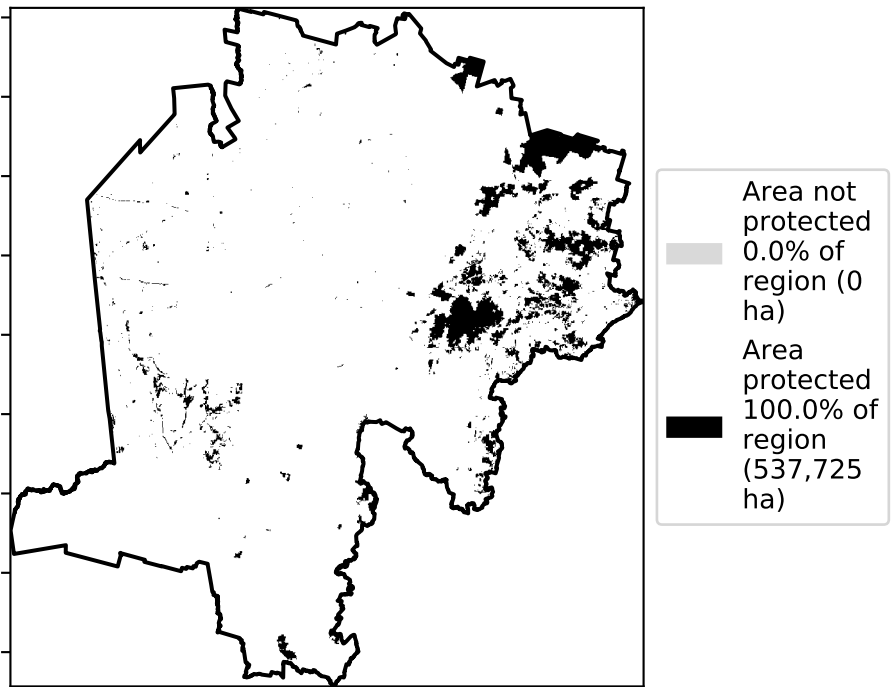 Area not
protected
0.0% of
region (0
ha)
Area
protected
100.0% of
region
(537,725
ha)